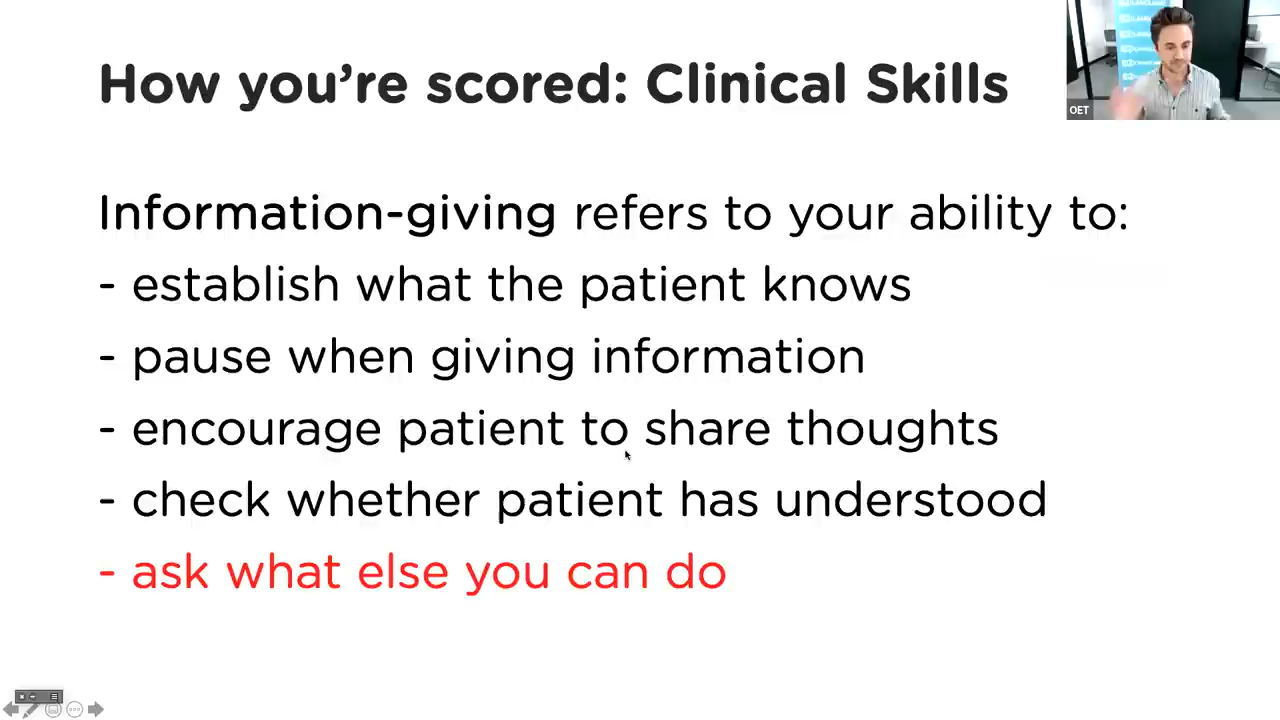 How you're scored: Clinical Skills
OET
Information-giving refers to your ability to:
- establish what the patient knows
- pause when giving information
- encourage patient to share thoughts
- check whether patient has understood
- ask what else you can do